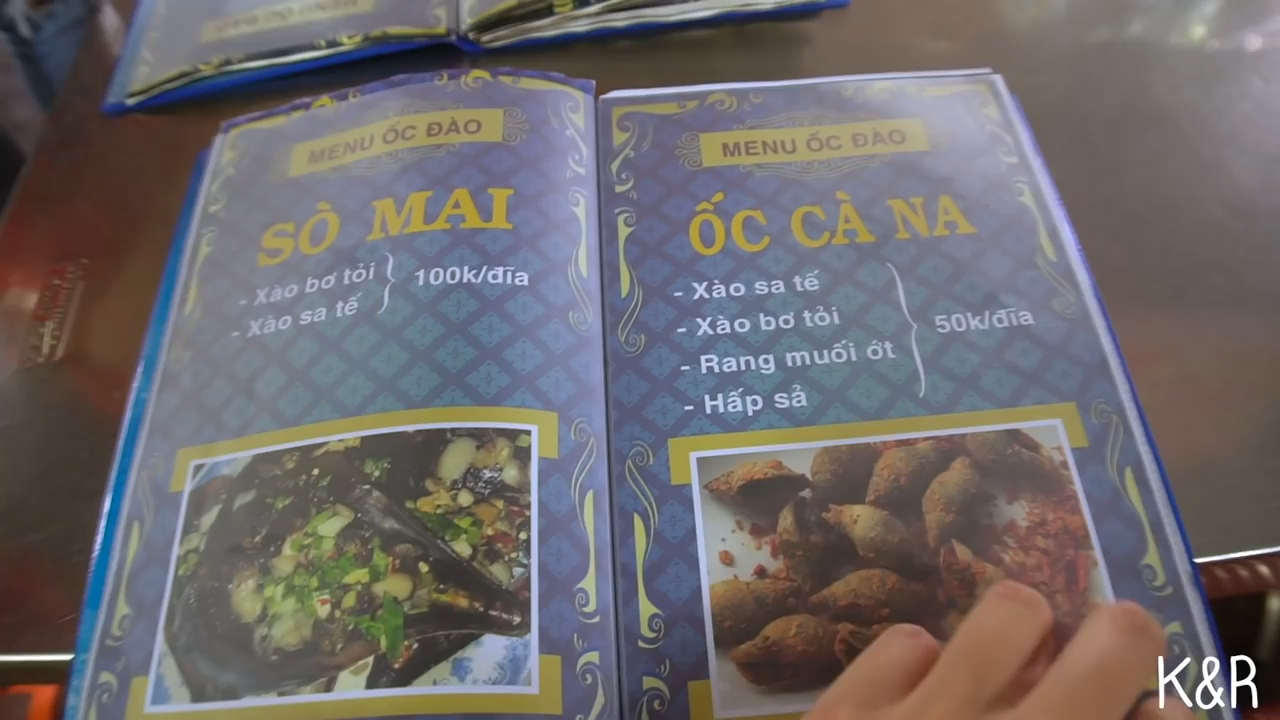 MENU ỐC ĐÀO
SÒ MAI
- Xào bơ tỏi
- Xào sa tế
100k/đĩa
MENU ỐC ĐÀO
ỐC CÀ NA
- Xào sa tế
- Xào bơ tỏi
- Rang muối ớt
- Hấp sả
50k/đĩa
K&R